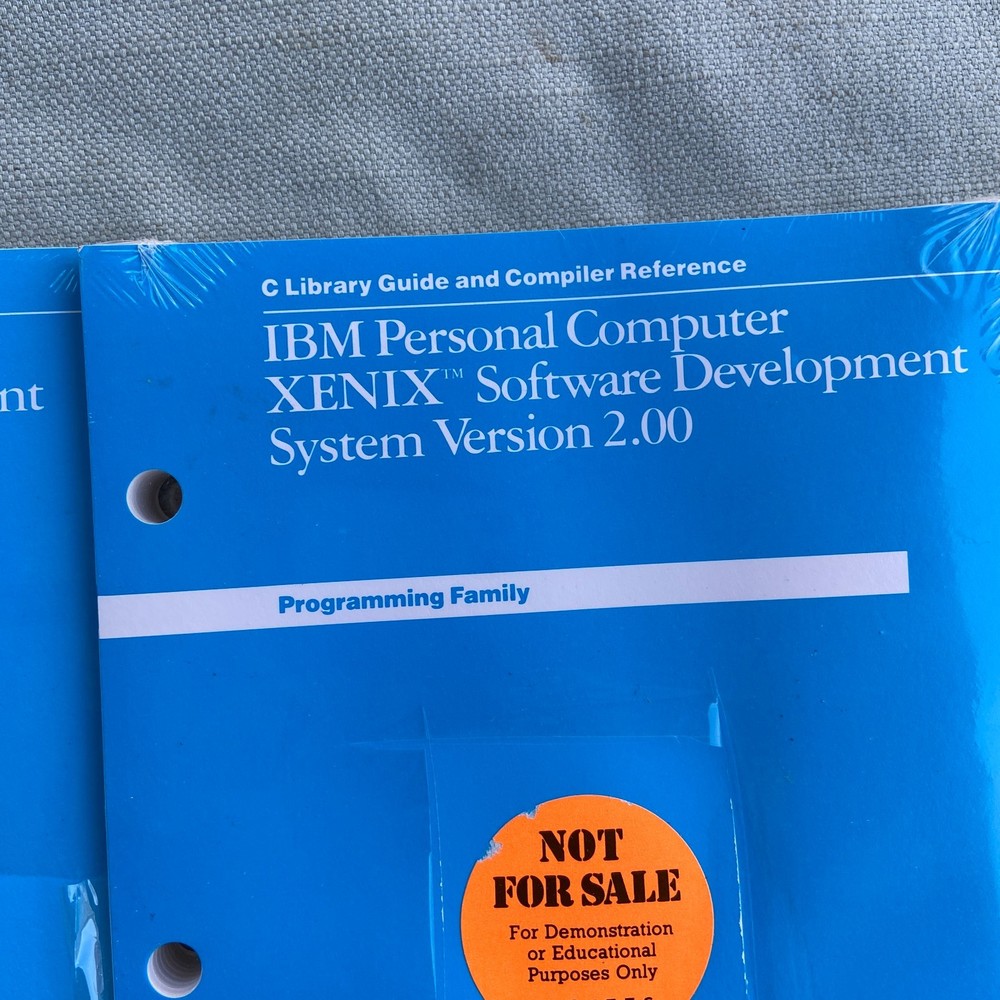 C Library Guide and Compiler Reference
IBM Personal Computer
XENIX™ Software Development
System Version 2.00
nt
Programming Family
NOT
FOR SALE
For Demonstration
or Educational
Purposes Only